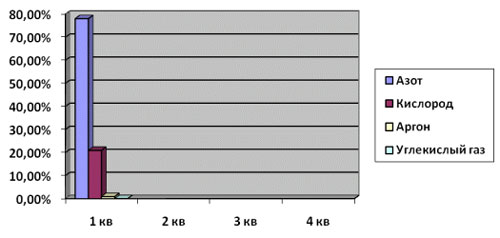 80,00%
70,00%
60,00%
50,00%
40,00%
30,00%
20,00%
10,00%
0,00%
1 кв 2 кв 3 кв 4 кв
Азот
Кислород
Аргон
Углекислый газ